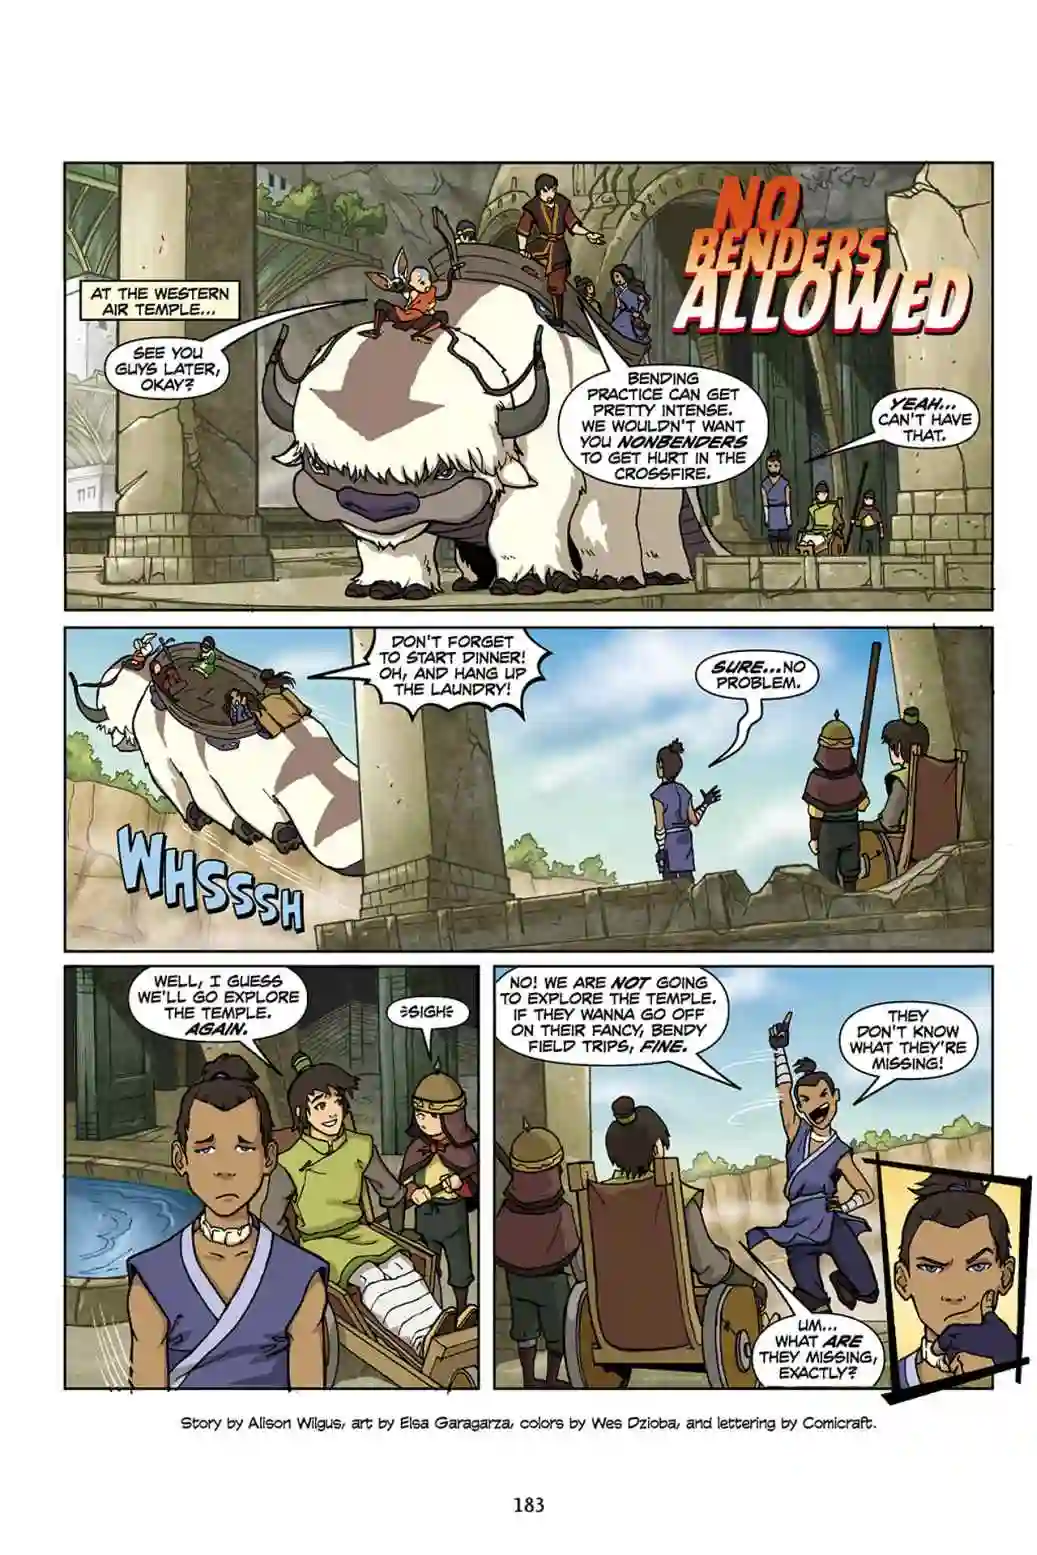 NO
BENDERS
ALLOWED
AT THE WESTERN
AIR TEMPLE...
SEE YOU
GUYS LATER,
OKAY?
BENDING
PRACTICE CAN GET
PRETTY INTENSE.
WE WOULDN'T WANT
YOU NONBENDERS
TO GET HURT IN THE
CROSSFIRE.
YEAH...
CAN'T HAVE
THAT.
DON'T FORGET
TO START DINNER!
OH, AND HANG UP
THE LAUNDRY!
SURE...NO
PROBLEM.
WHSSSSH
WELL, I GUESS
WE'LL GO EXPLORE
THE TEMPLE.
AGAIN.
SIGH
NO! WE ARE NOT GOING
TO EXPLORE THE TEMPLE.
IF THEY WANNA GO OFF
ON THEIR FANCY, BENDY
FIELD TRIPS, FINE.
THEY
DON'T KNOW
WHAT THEY'RE
MISSING!
UM...
WHAT ARE
THEY MISSING,
EXACTLY?
Story by Alison Wilgus, art by Elsa Garagarza, colors by Wes Dzioba, and lettering by Comicraft.
183